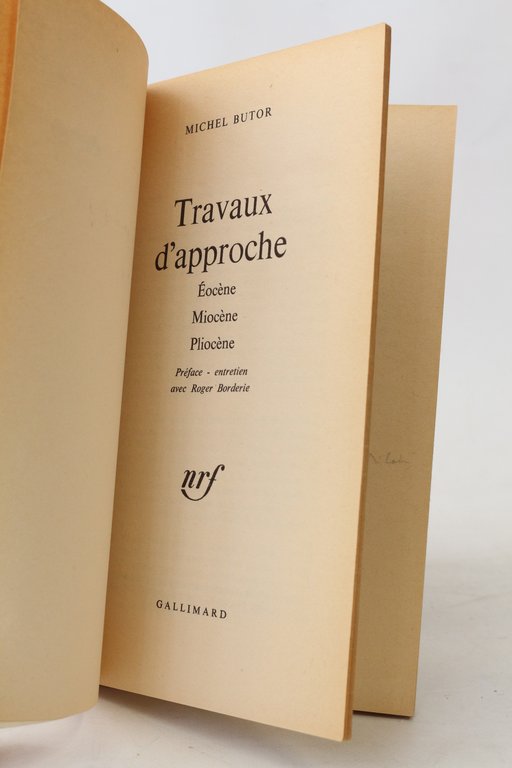 MICHEL BUTOR
Travaux
d'approche
Éocène
Miocène
Pliocène
Préface - entretien
avec Roger Borderie
nrf
GALLIMARD